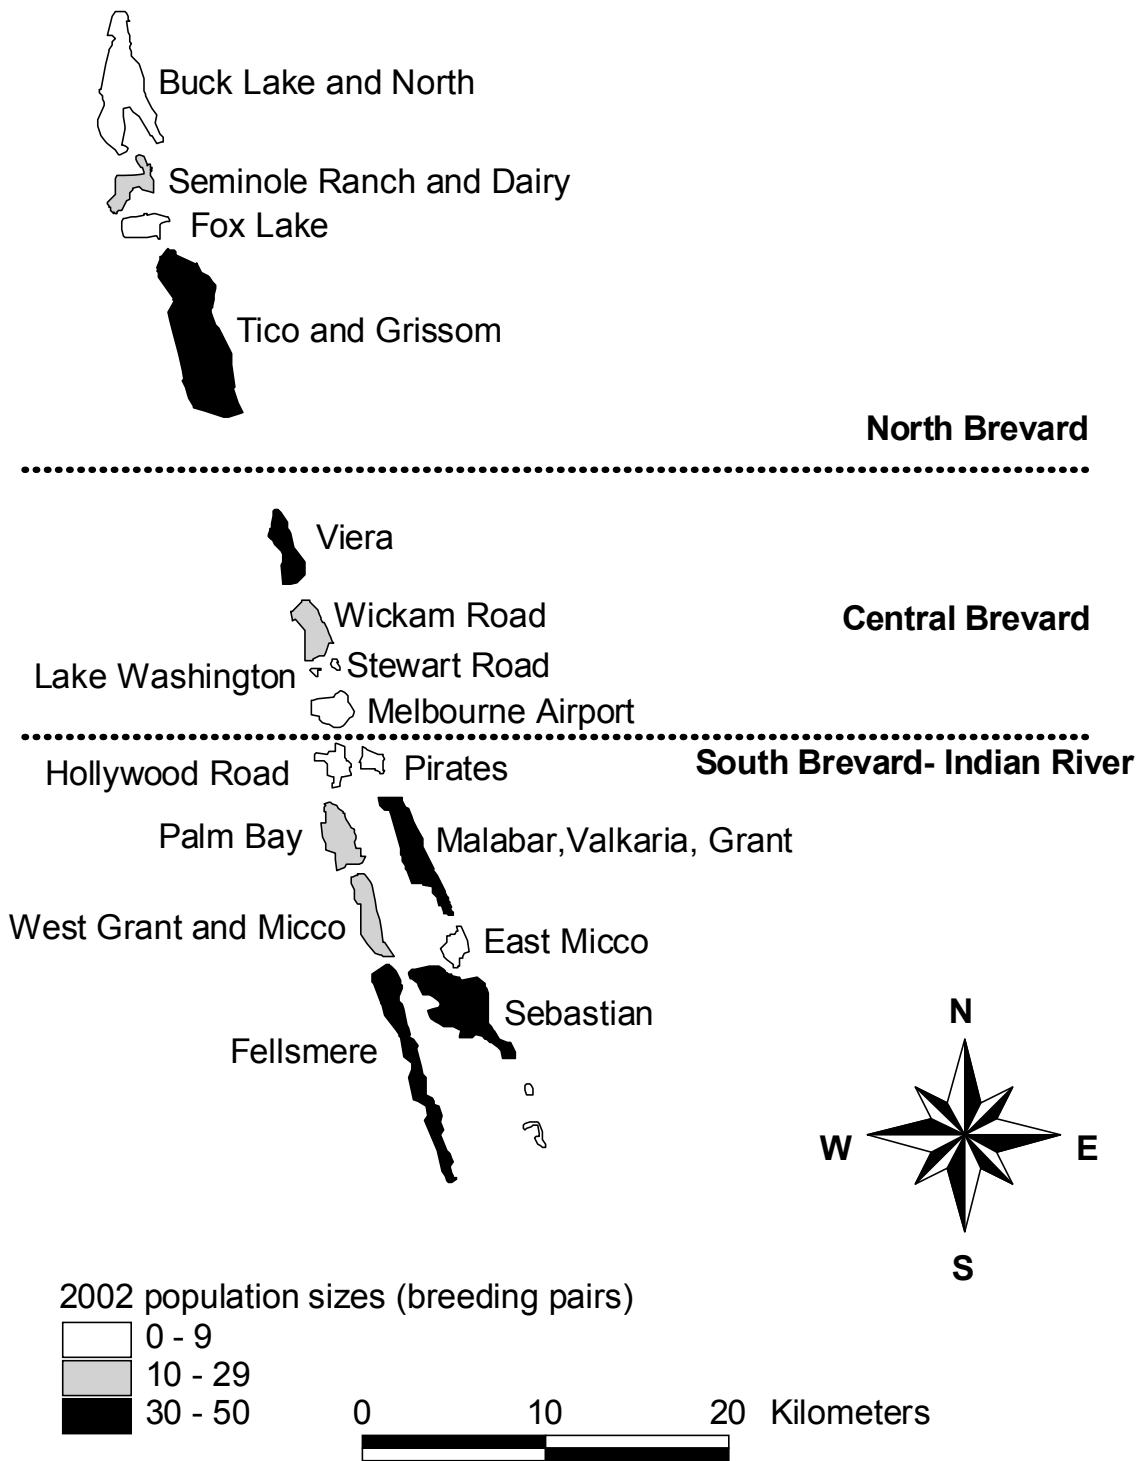 Buck Lake and North
Seminole Ranch and Dairy
Fox Lake
Tico and Grissom
North Brevard
Viera
Wickam Road
Central Brevard
Stewart Road
Lake Washington
Melbourne Airport
South Brevard- Indian River
Hollywood Road
Pirates
Palm Bay
Malabar,Valkaria, Grant
West Grant and Micco
East Micco
Sebastian
Fellsmere
N
W
E
S
2002 population sizes (breeding pairs)
0 - 9
10 - 29
30 - 50
0 10 20 Kilometers